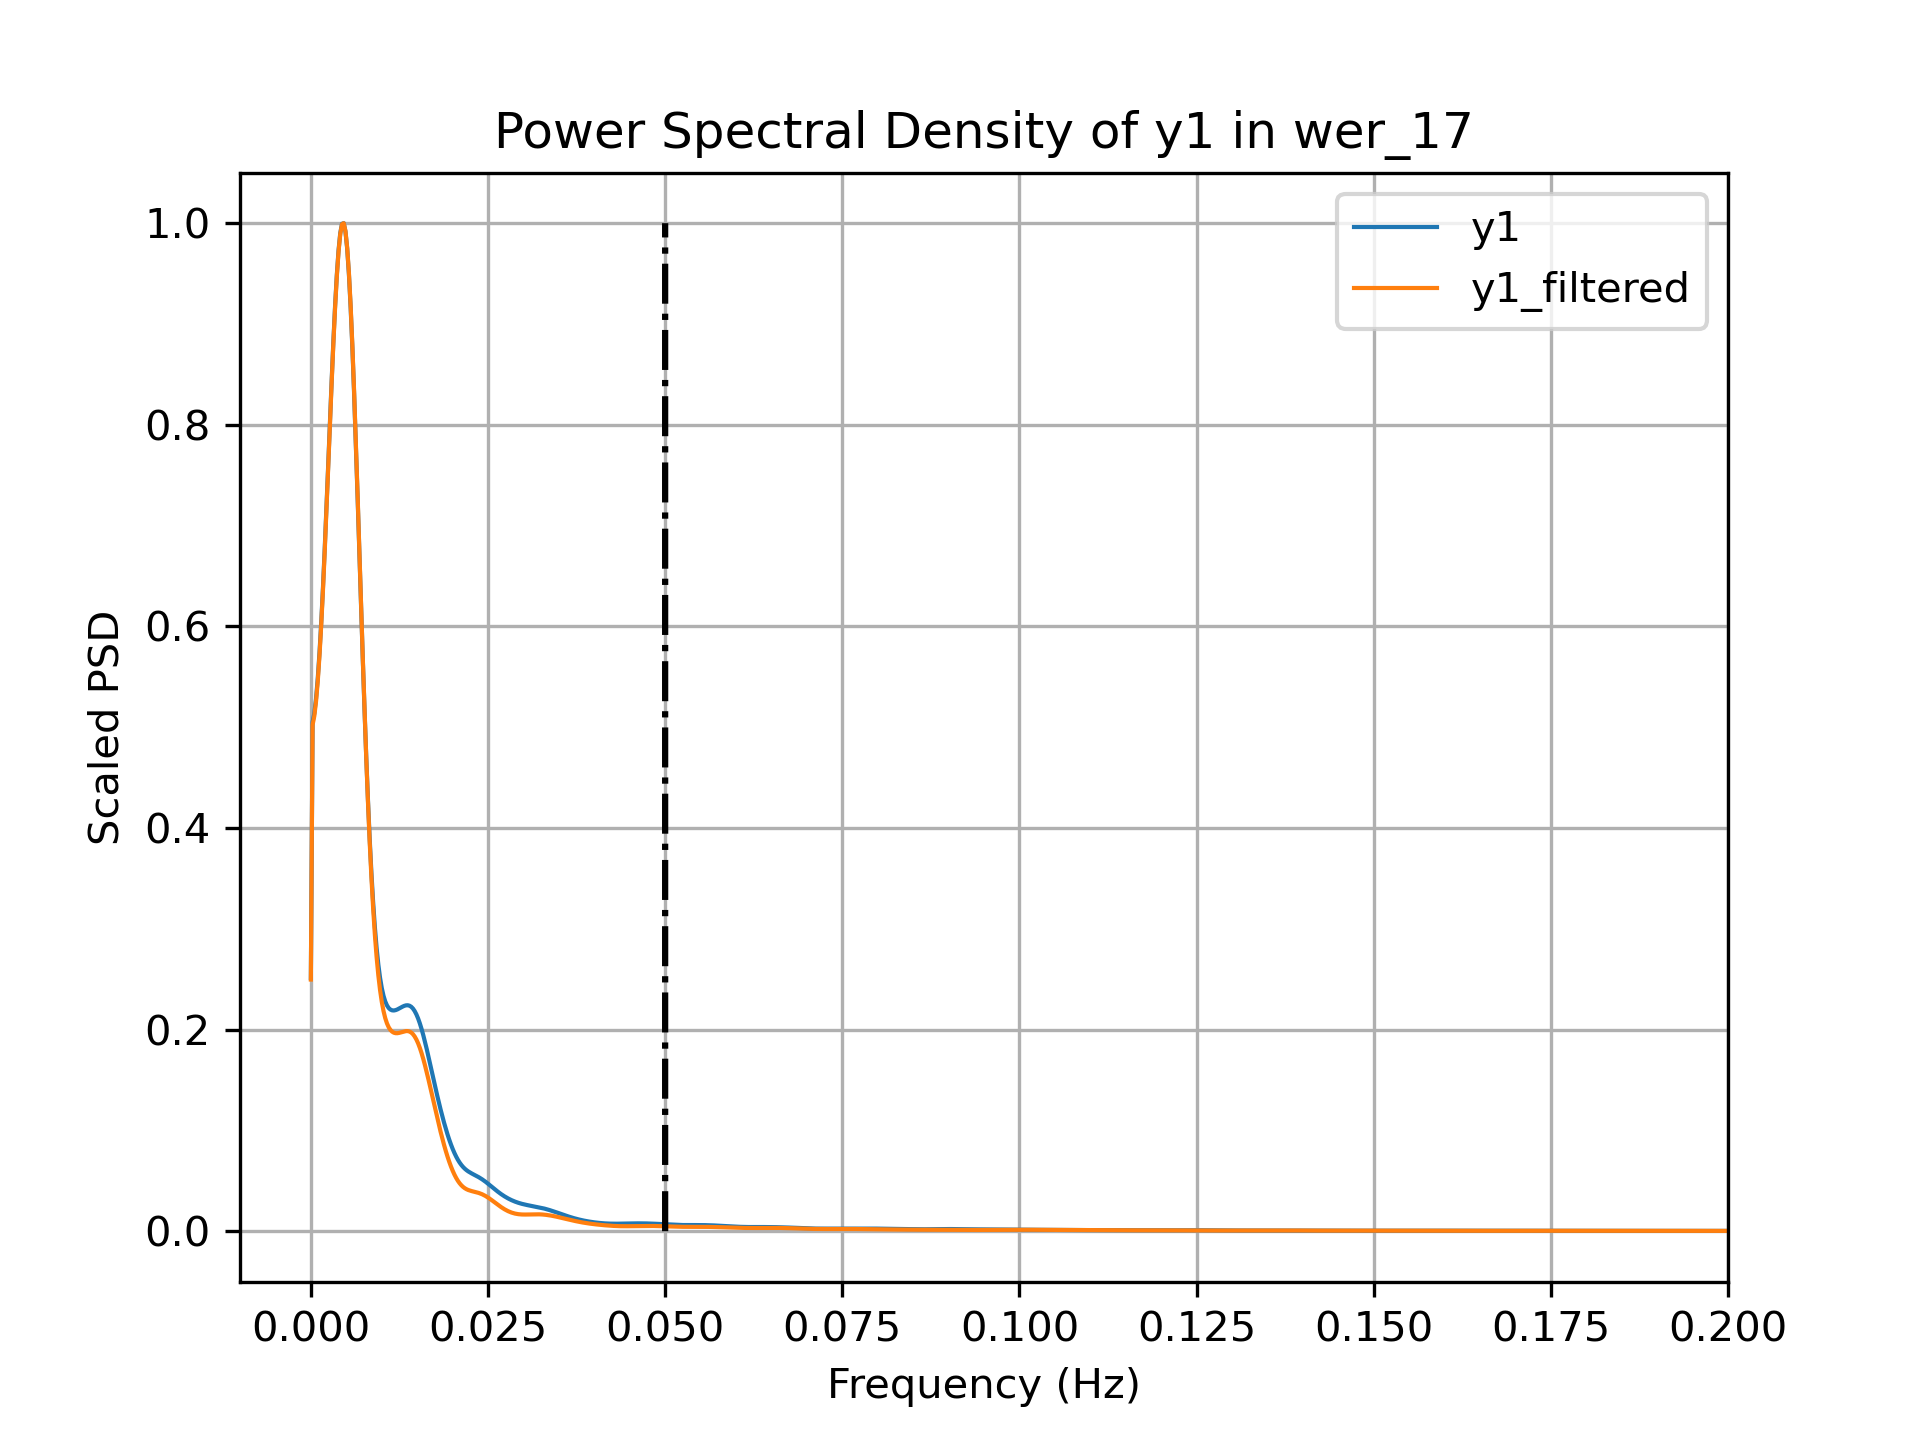 Power Spectral Density of y1 in wer_17
y1
y1_filtered
1.0
0.8
0.6
0.4
0.2
0.0
Scaled PSD
0.000 0.025 0.050 0.075 0.100 0.125 0.150 0.175 0.200
Frequency (Hz)